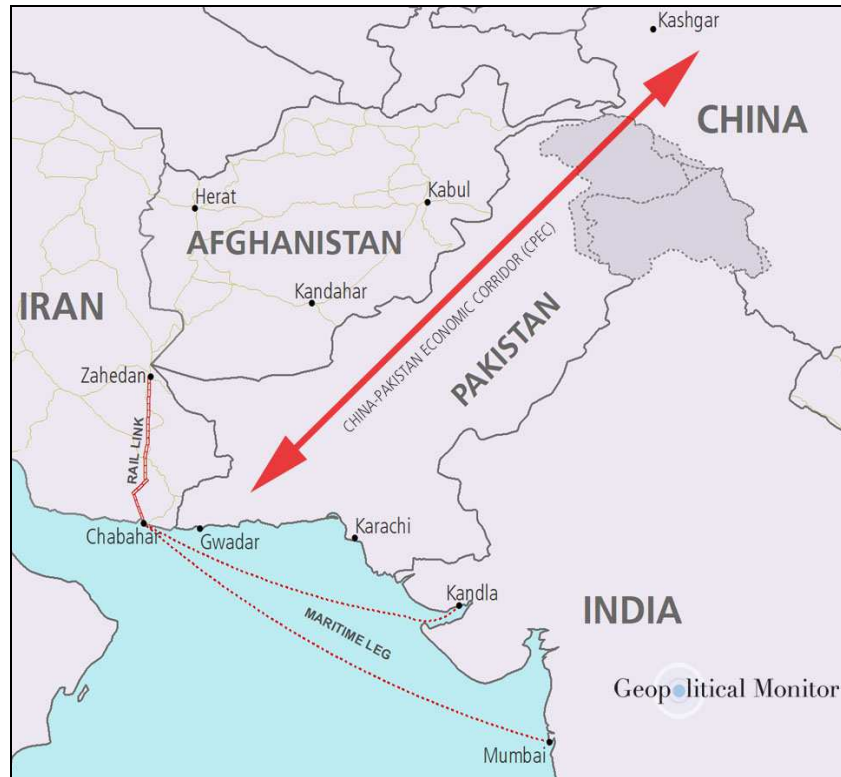 Kashgar
CHINA
Herat
Kabul
AFGHANISTAN
Kandahar
IRAN
CHINA-PAKISTAN ECONOMIC CORRIDOR (CPEC)
PAKISTAN
Zahedan
RAIL LINK
Chabahar
Gwadar
Karachi
Kandla
MARITIME LEG
INDIA
Geopolitical Monitor
Mumbai